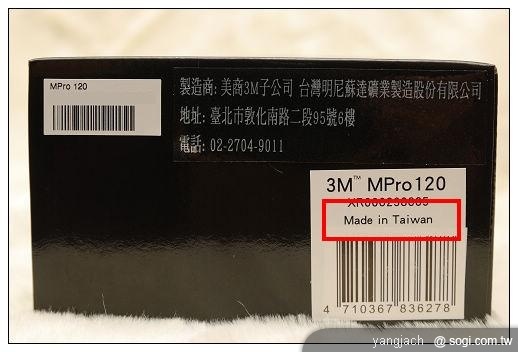 MPro 120
製造商: 美商3M子公司 台灣明尼蘇達礦業製造股份有限公司
地址: 臺北市敦化南路二段95號6樓
電話: 02-2704-9011
3M™ MPro120
Made in Taiwan
4 710367 836278
yangjach @ sogi.com.tw